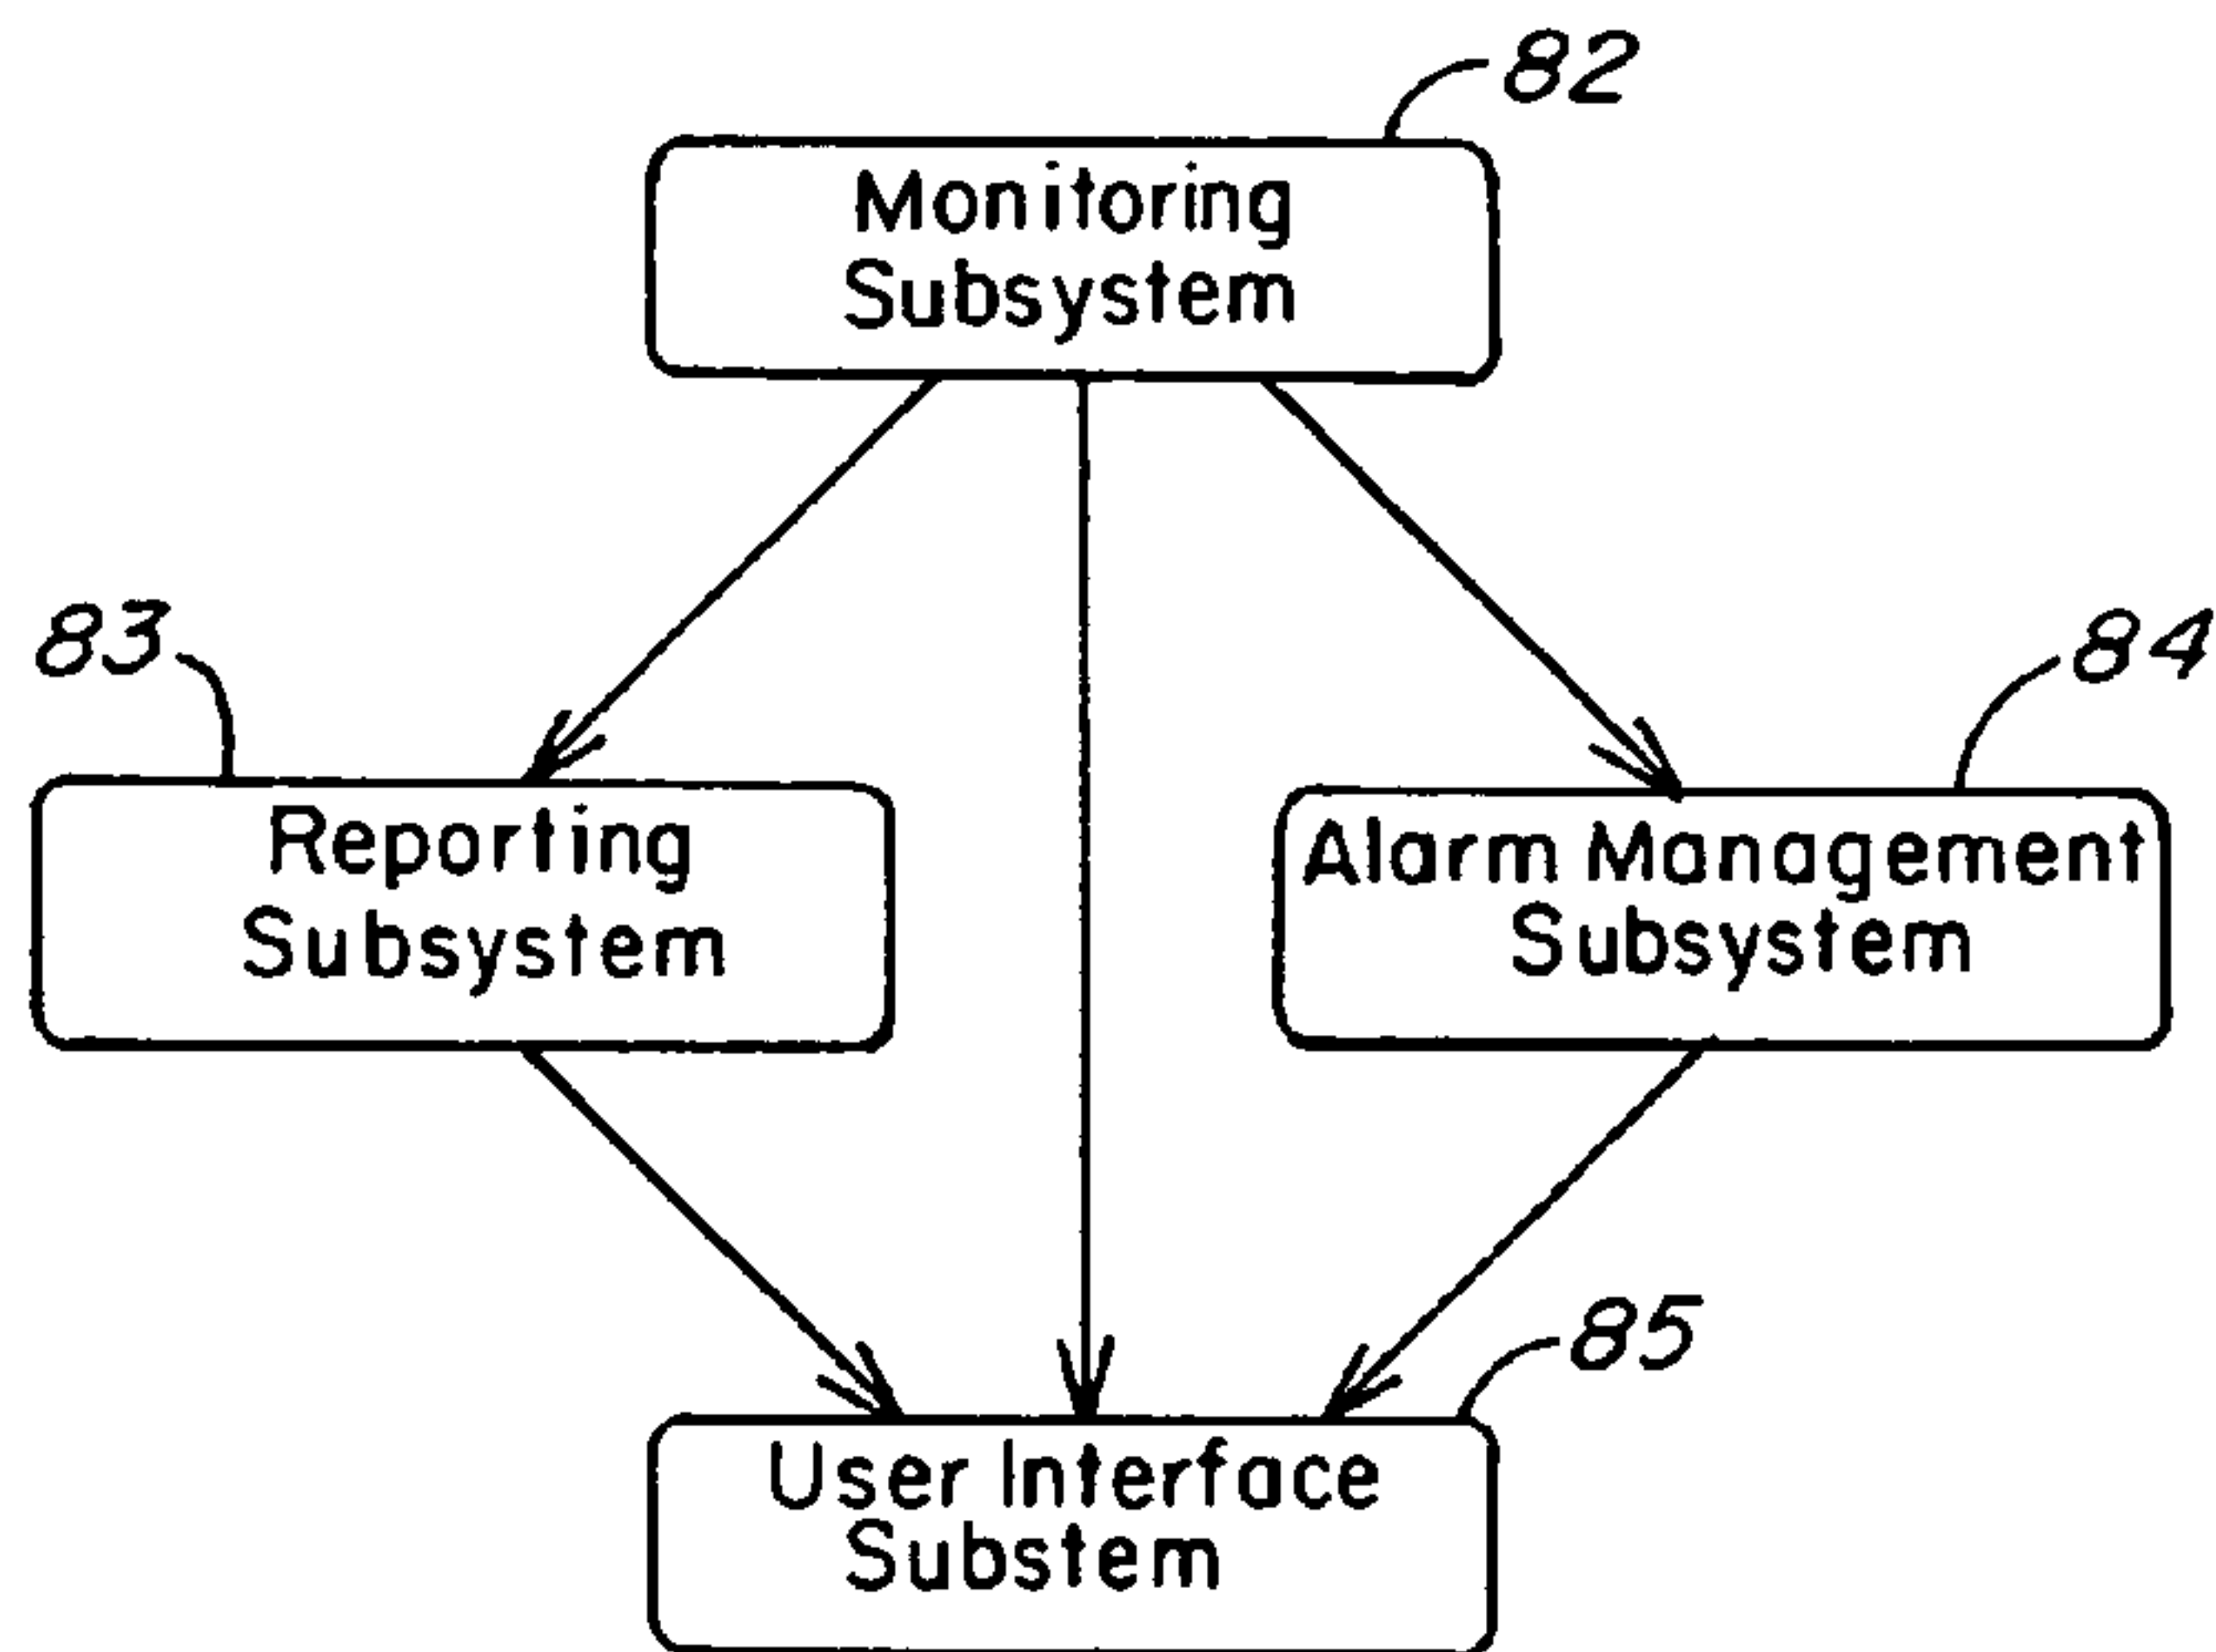 82
Monitoring
Subsystem
83
84
Reporting
Subsystem
Alarm Management
Subsystem
85
User Interface
Substem